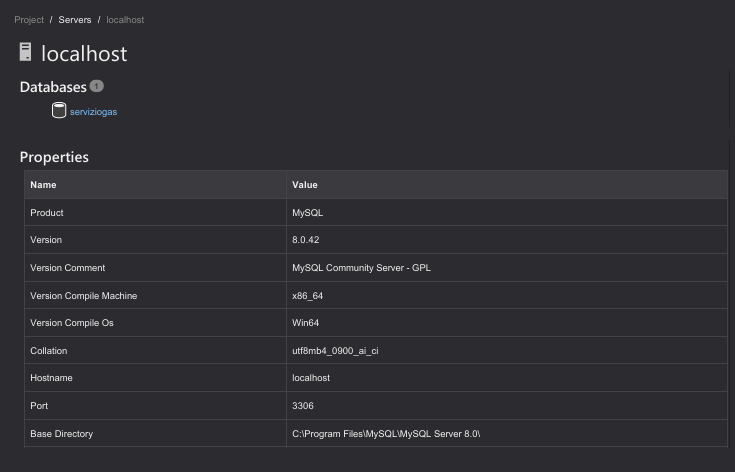 Project / Servers / localhost
localhost
Databases 1
serviziogas
Properties
Name Value
Product MySQL
Version 8.0.42
Version Comment MySQL Community Server - GPL
Version Compile Machine x86_64
Version Compile Os Win64
Collation utf8mb4_0900_ai_ci
Hostname localhost
Port 3306
Base Directory C:\Program Files\MySQL\MySQL Server 8.0\